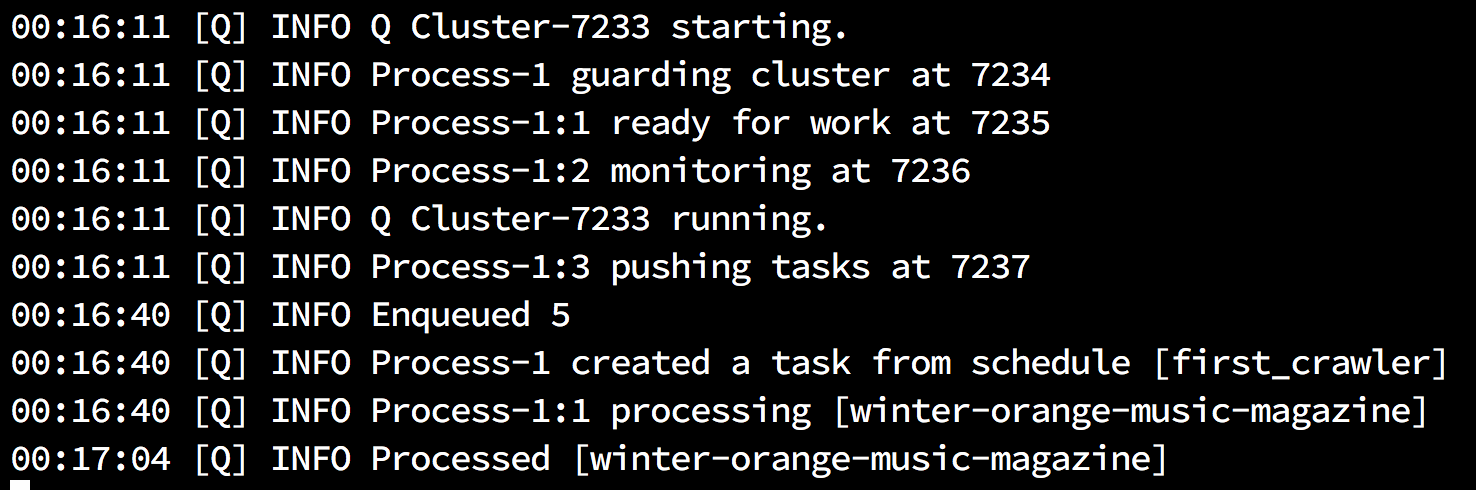 00:16:11 [Q] INFO Q Cluster-7233 starting.
00:16:11 [Q] INFO Process-1 guarding cluster at 7234
00:16:11 [Q] INFO Process-1:1 ready for work at 7235
00:16:11 [Q] INFO Process-1:2 monitoring at 7236
00:16:11 [Q] INFO Q Cluster-7233 running.
00:16:11 [Q] INFO Process-1:3 pushing tasks at 7237
00:16:40 [Q] INFO Enqueued 5
00:16:40 [Q] INFO Process-1 created a task from schedule [first_crawler]
00:16:40 [Q] INFO Process-1:1 processing [winter-orange-music-magazine]
00:17:04 [Q] INFO Processed [winter-orange-music-magazine]